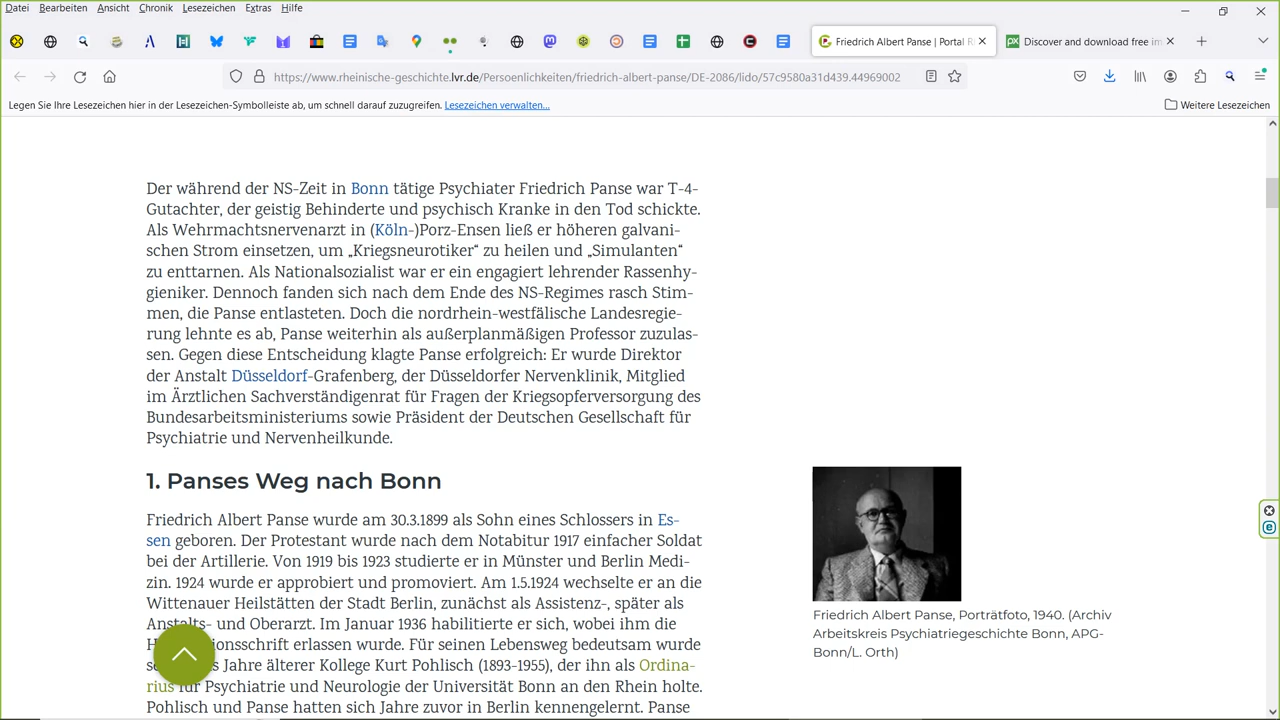 Datei Bearbeiten Ansicht Chronik Lesezeichen Extras Hilfe
Friedrich Albert Panse | Portal R
Discover and download free im
https://www.rheinische-geschichte.lvr.de/Persoenlichkeiten/friedrich-albert-panse/DE-2086/lido/57c9580a31d439.44969002
Legen Sie Ihre Lesezeichen hier in der Lesezeichen-Symbolleiste ab, um schnell darauf zuzugreifen. Lesezeichen verwalten...
Weitere Lesezeichen
Der während der NS-Zeit in Bonn tätige Psychiater Friedrich Panse war T-4-
Gutachter, der geistig Behinderte und psychisch Kranke in den Tod schickte.
Als Wehrmachtsnervenarzt in (Köln-)Porz-Ensen ließ er höheren galvani-
schen Strom einsetzen, um „Kriegsneurotiker“ zu heilen und „Simulanten“
zu enttarnen. Als Nationalsozialist war er ein engagiert lehrender Rassenhy-
gieniker. Dennoch fanden sich nach dem Ende des NS-Regimes rasch Stim-
men, die Panse entlasteten. Doch die nordrhein-westfälische Landesregie-
rung lehnte es ab, Panse weiterhin als außerplanmäßigen Professor zuzulas-
sen. Gegen diese Entscheidung klagte Panse erfolgreich: Er wurde Direktor
der Anstalt Düsseldorf-Grafenberg, der Düsseldorfer Nervenklinik, Mitglied
im Ärztlichen Sachverständigenrat für Fragen der Kriegsopferversorgung des
Bundesarbeitsministeriums sowie Präsident der Deutschen Gesellschaft für
Psychiatrie und Nervenheilkunde.
1. Panses Weg nach Bonn
Friedrich Albert Panse wurde am 30.3.1899 als Sohn eines Schlossers in Es-
sen geboren. Der Protestant wurde nach dem Notabitur 1917 einfacher Soldat
bei der Artillerie. Von 1919 bis 1923 studierte er in Münster und Berlin Medi-
zin. 1924 wurde er approbiert und promoviert. Am 1.5.1924 wechselte er an die
Wittenauer Heilstätten der Stadt Berlin, zunächst als Assistenz-, später als
Anstalts- und Oberarzt. Im Januar 1936 habilitierte er sich, wobei ihm die
ionsschrift erlassen wurde. Für seinen Lebensweg bedeutsam wurde
s Jahre älterer Kollege Kurt Pohlisch (1893-1955), der ihn als Ordina-
rius für Psychiatrie und Neurologie der Universität Bonn an den Rhein holte.
Pohlisch und Panse hatten sich Jahre zuvor in Berlin kennengelernt. Panse
Friedrich Albert Panse, Porträtfoto, 1940. (Archiv
Arbeitskreis Psychiatriegeschichte Bonn, APG-
Bonn/L. Orth)